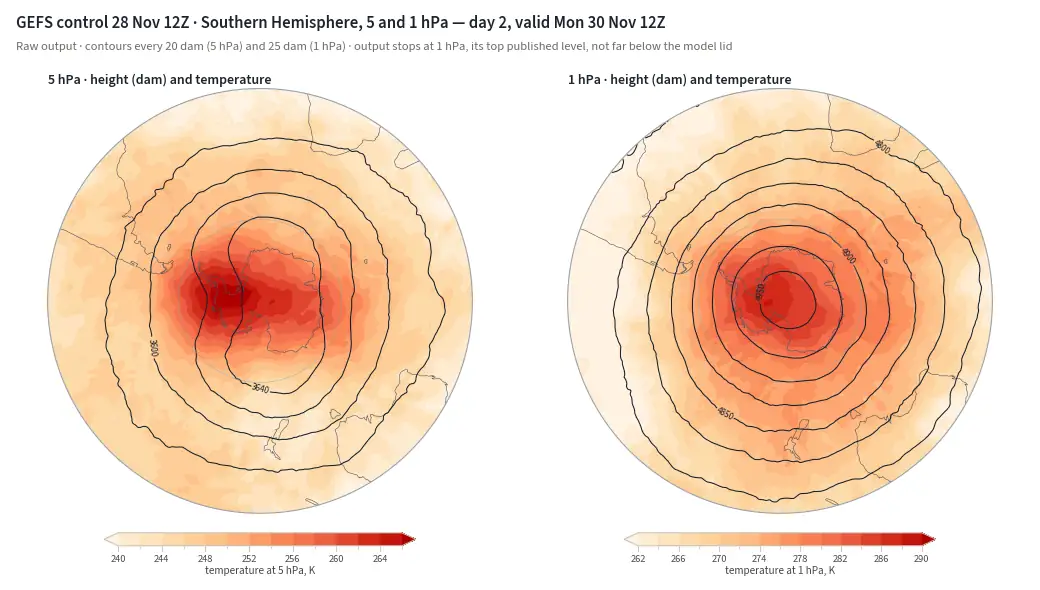 GEFS control 28 Nov 12Z · Southern Hemisphere, 5 and 1 hPa — day 2, valid Mon 30 Nov 12Z
Raw output · contours every 20 dam (5 hPa) and 25 dam (1 hPa) · output stops at 1 hPa, its top published level, not far below the model lid
5 hPa · height (dam) and temperature
1 hPa · height (dam) and temperature
3600
3640
4800
4900
4950
4850
240 244 248 252 256 260 264
temperature at 5 hPa, K
262 266 270 274 278 282 286 290
temperature at 1 hPa, K